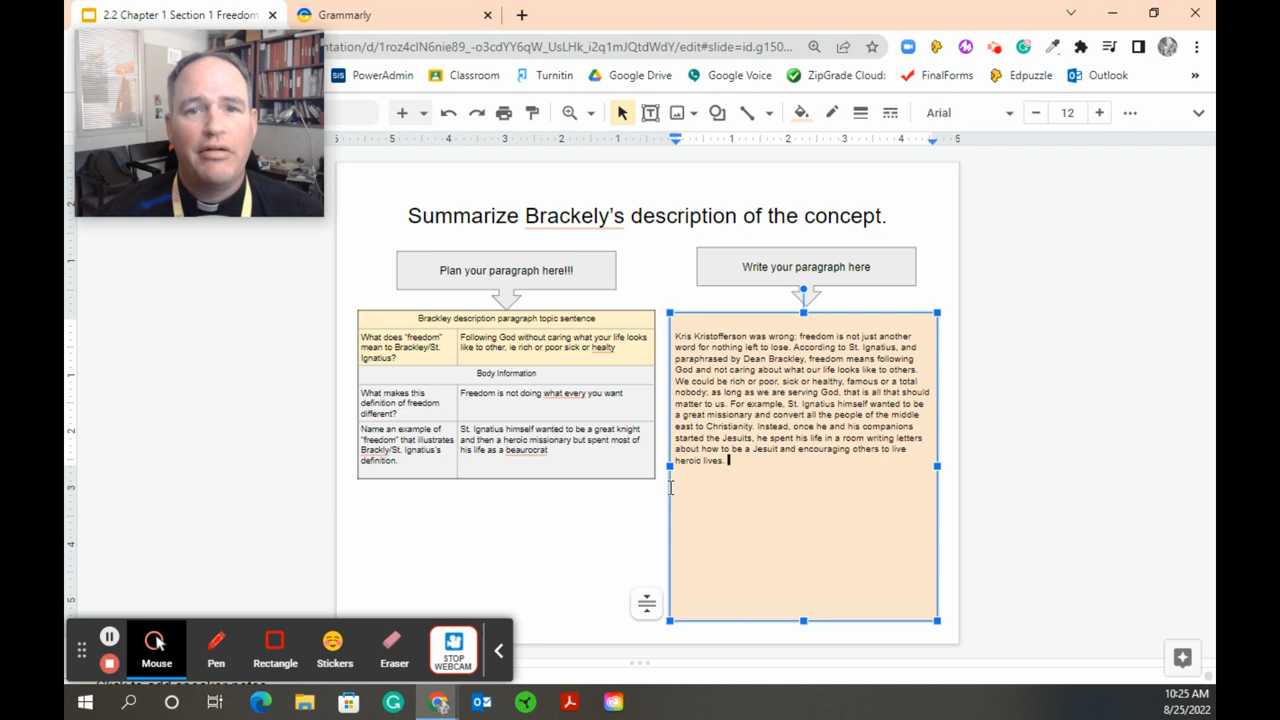 2.2 Chapter 1 Section 1 Freedom
Grammarly
ntation/d/1roz4clN6nie89_-o3cdYY6qW_UsLHk_i2q1mJQtdWdY/edit#slide=id.g150...
SIS PowerAdmin
Classroom
Turnitin
Google Drive
Google Voice
ZipGrade Cloud:
FinalForms
Edpuzzle
Outlook
»
Arial
12
5 4 3 2 1 1 2 3 4 5
Summarize Brackely's description of the concept.
Plan your paragraph here!!!
Write your paragraph here
Brackley description paragraph topic sentence
What does "freedom"
mean to Brackley/St.
Ignatius?
Following God without caring what your life looks
like to other, ie rich or poor sick or healty
Body Information
What makes this
definition of freedom
different?
Freedom is not doing what every you want
Name an example of
"freedom" that illustrates
Brackly/St. Ignatius's
definition.
St. Ignatius himself wanted to be a great knight
and then a heroic missionary but spent most of
his life as a beaurocrat
Kris Kristofferson was wrong; freedom is not just another
word for nothing left to lose. According to St. Ignatius, and
paraphrased by Dean Brackley, freedom means following
God and not caring about what our life looks like to others.
We could be rich or poor, sick or healthy, famous or a total
nobody; as long as we are serving God, that is all that should
matter to us. For example, St. Ignatius himself wanted to be
a great missionary and convert all the people of the middle
east to Christianity. Instead, once he and his companions
started the Jesuits, he spent his life in a room writing letters
about how to be a Jesuit and encouraging others to live
heroic lives.
Mouse
Pen
Rectangle
Stickers
Eraser
STOP
WEBCAM
10:25 AM
8/25/2022